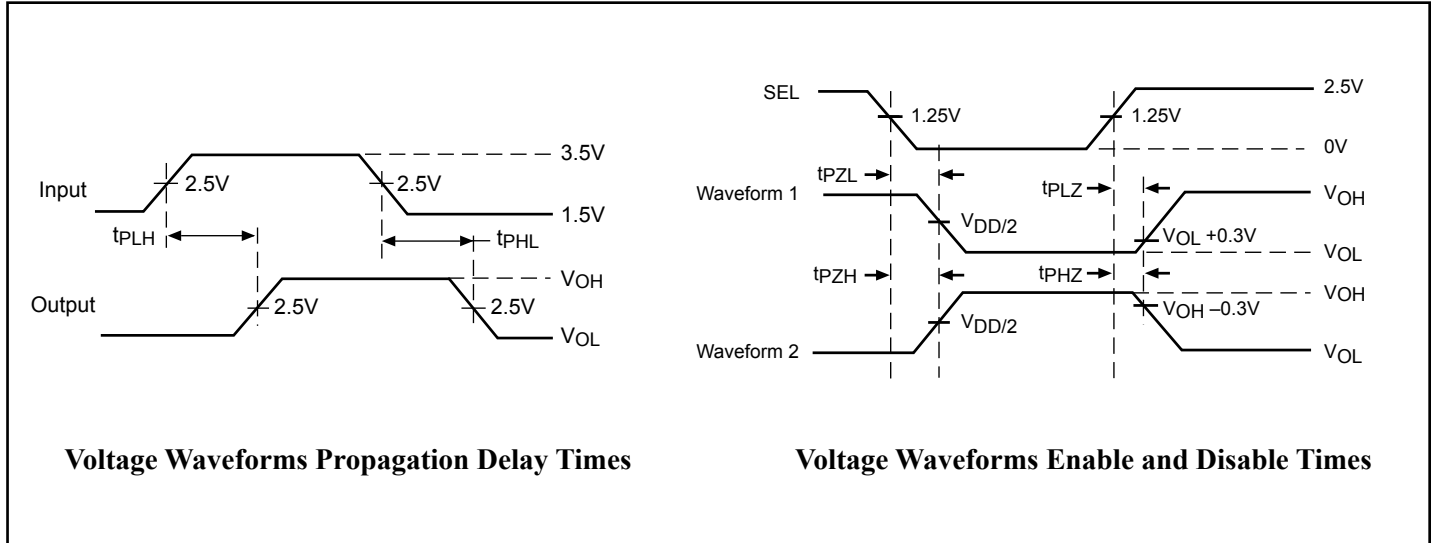 3.5V
Input
2.5V
2.5V
1.5V
tPLH
tPHL
VOH
Output
2.5V
2.5V
VOL
Voltage Waveforms Propagation Delay Times
SEL
2.5V
1.25V
1.25V
0V
tPZL
tPLZ
Waveform 1
VOH
VDD/2
VOL +0.3V
VOL
tPZH
tPHZ
VOH
VOH –0.3V
VDD/2
Waveform 2
VOL
Voltage Waveforms Enable and Disable Times